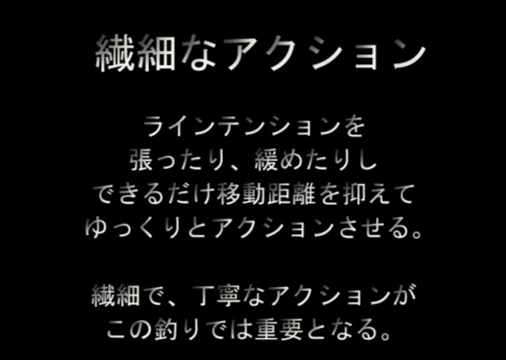 繊細なアクション
ラインテンションを
張ったり、緩めたりし
できるだけ移動距離を抑えて
ゆっくりとアクションさせる。
繊細で、丁寧なアクションが
この釣りでは重要となる。